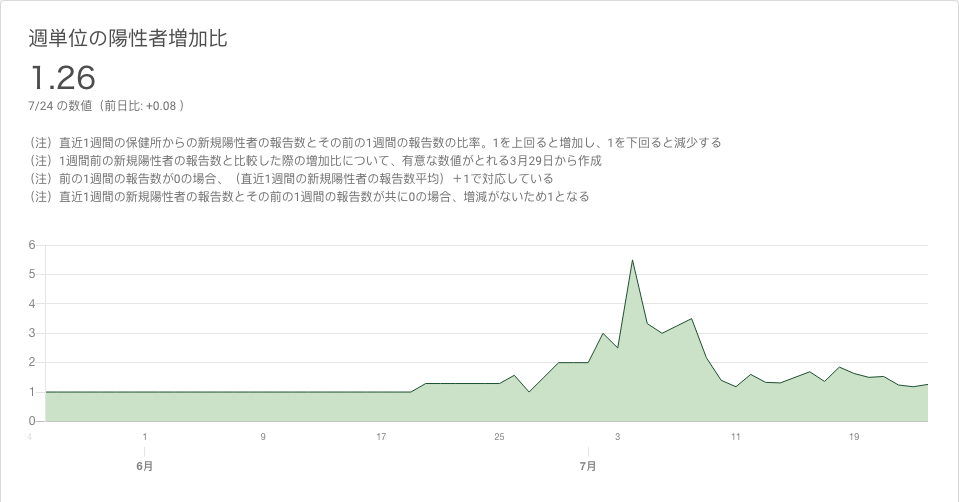 週単位の陽性者増加比
1.26
7/24 の数値（前日比: +0.08 ）
（注）直近1週間の保健所からの新規陽性者の報告数とその前の1週間の報告数の比率。1を上回ると増加し、1を下回ると減少する
（注）1週間前の新規陽性者の報告数と比較した際の増加比について、有意な数値がとれる3月29日から作成
（注）前の1週間の報告数が0の場合、（直近1週間の新規陽性者の報告数平均）＋1で対応している
（注）直近1週間の新規陽性者の報告数とその前の1週間の報告数が共に0の場合、増減がないため1となる
6
5
4
3
2
1
0
4 1 9 17 25 3 11 19
6月 7月